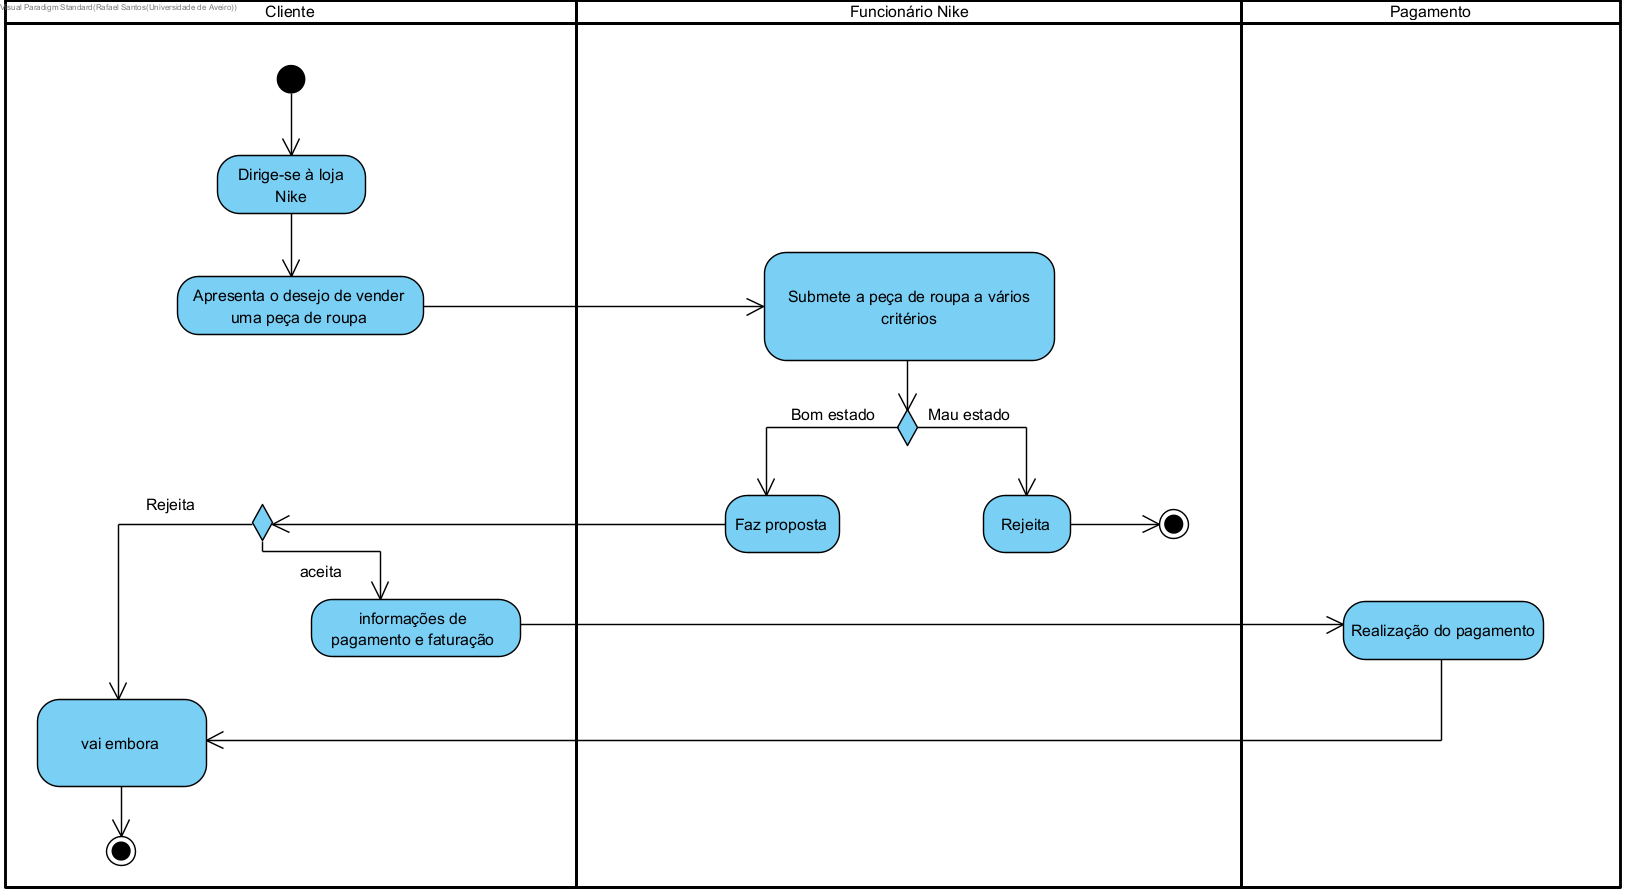 Visual Paradigm Standard(Rafael Santos(Universidade de Aveiro))
Cliente
Funcionário Nike
Pagamento
Dirige-se à loja
Nike
Apresenta o desejo de vender
uma peça de roupa
Submete a peça de roupa a vários
critérios
Bom estado
Mau estado
Faz proposta
Rejeita
Rejeita
aceita
informações de
pagamento e faturação
Realização do pagamento
vai embora